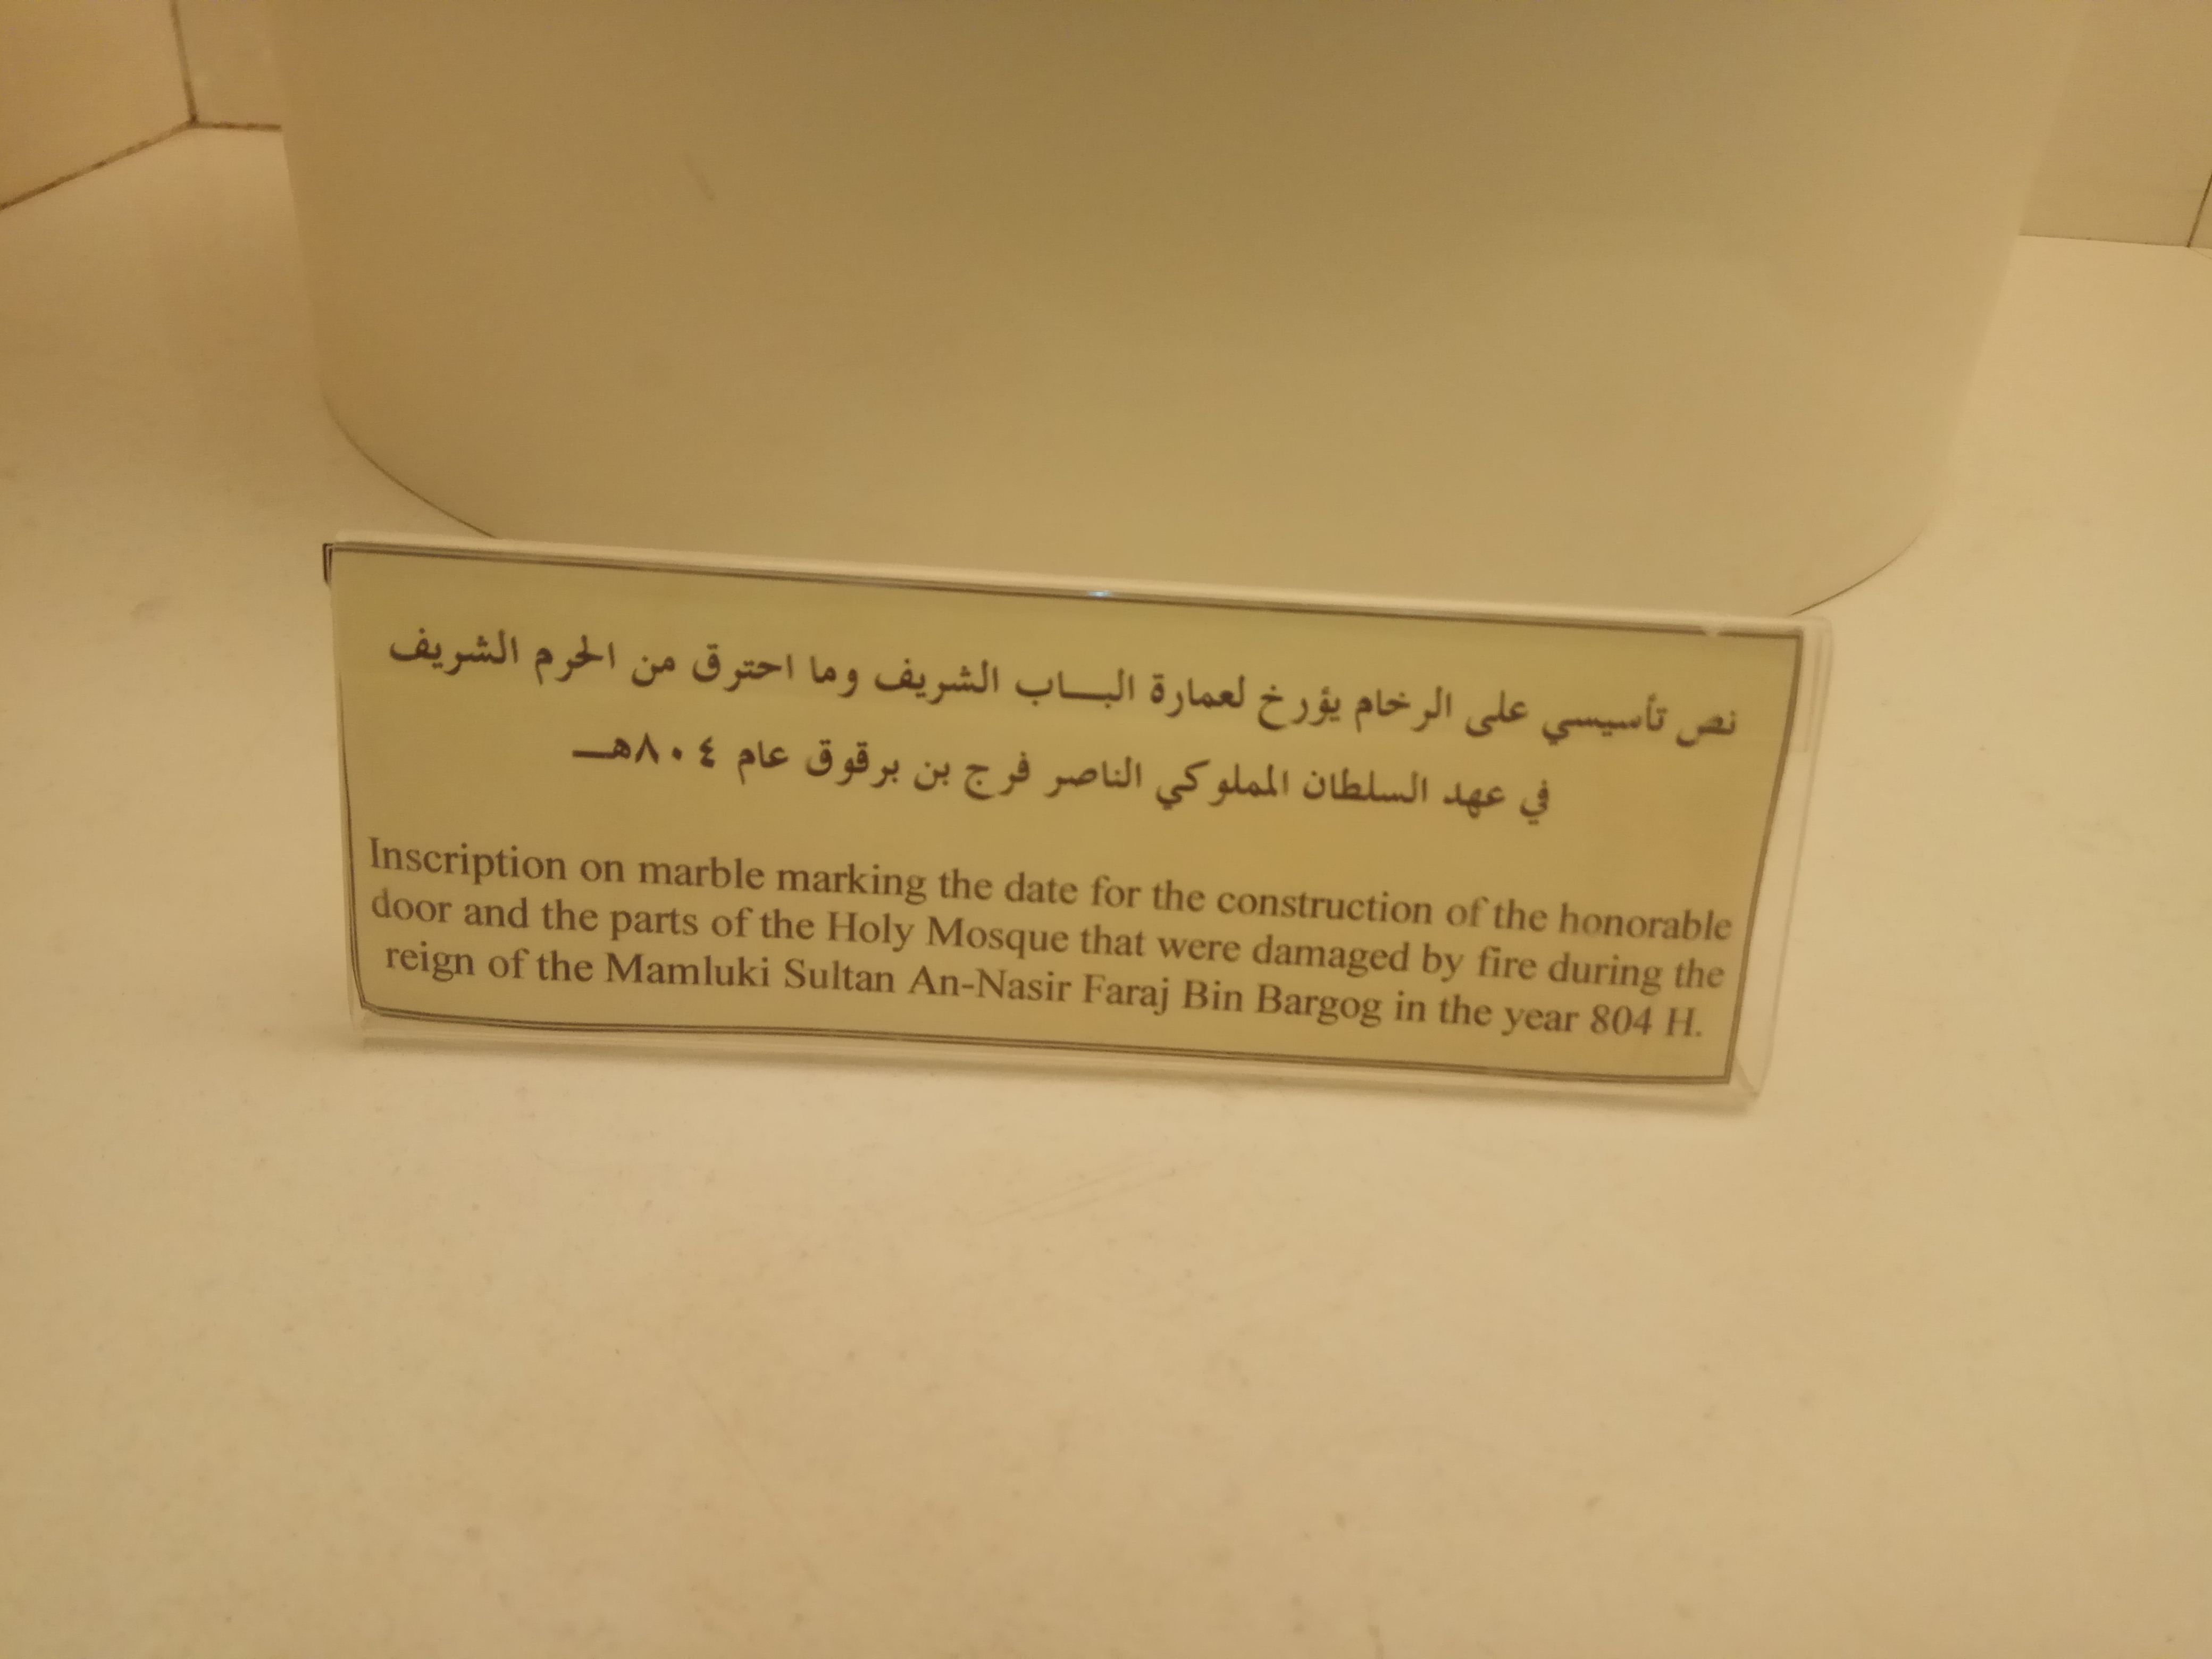 نص تأسيسي على الرخام يؤرخ لعمارة البـــاب الشريف وما احترق من الحرم الشريف
في عهد السلطان المملوكي الناصر فرج بن برقوق عام ٨٠٤هــ
Inscription on marble marking the date for the construction of the honorable
door and the parts of the Holy Mosque that were damaged by fire during the
reign of the Mamluki Sultan An-Nasir Faraj Bin Bargog in the year 804 H.